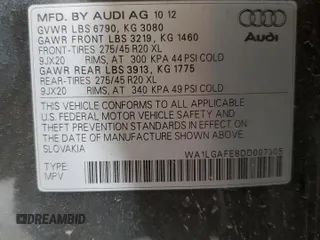 MFD. BY AUDI AG 10 12
GVWR LBS 6790, KG 3080
GAWR FRONT LBS 3219, KG 1460
FRONT-TIRES 275/45 R20 XL
9JX20 RIMS, AT 300 KPA 44 PSI COLD
GAWR REAR LBS 3913, KG 1775
REAR-TIRES 275/45 R20 XL
9JX20 RIMS, AT 340 KPA 49 PSI COLD
Audi
THIS VEHICLE CONFORMS TO ALL APPLICABLE
U.S. FEDERAL MOTOR VEHICLE SAFETY AND
THEFT PREVENTION STANDARDS IN EFFECT ON
THE DATE OF MANUFACTURE SHOWN ABOVE
SLOVAKIA
WA1LGAFE8DD007305
TYPE:
MPV
DREAMBID